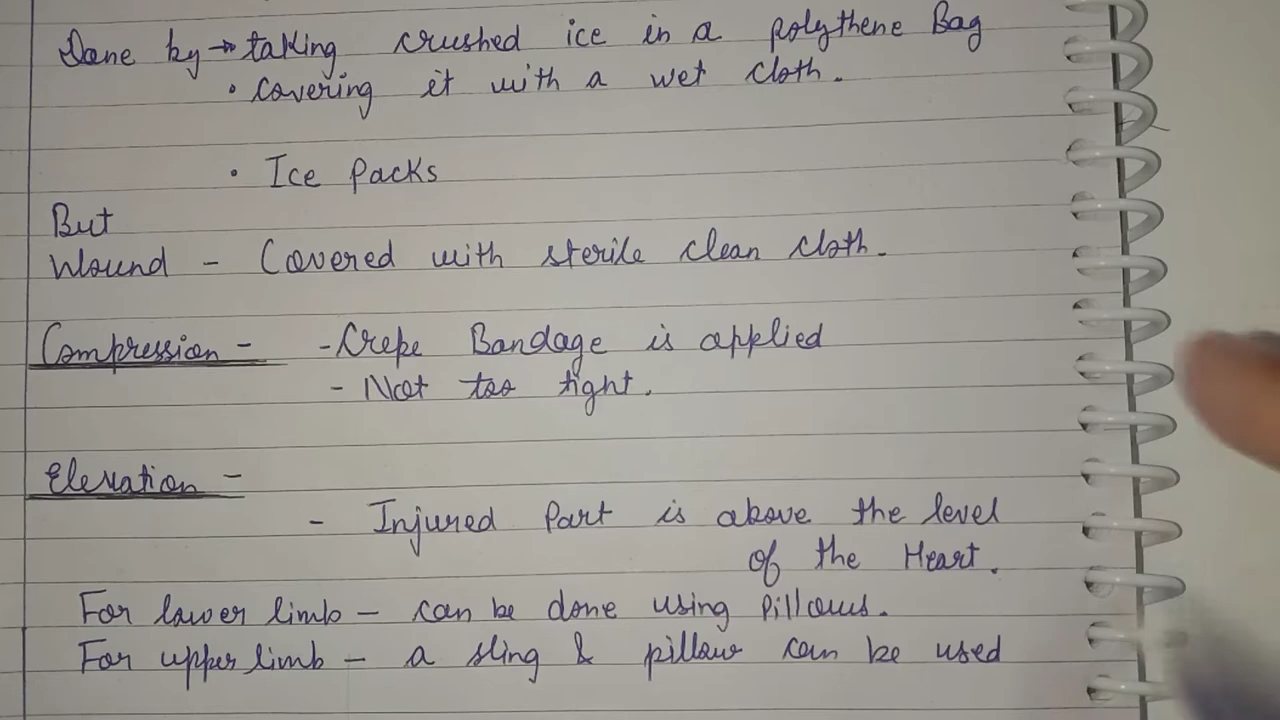 Done by → taking crushed ice in a polythene Bag
• Covering it with a wet cloth.
• Ice Packs
But
Wound - Covered with sterile clean cloth.
Compression - - Crepe Bandage is applied
- Not too tight.
Elevation -
- Injured Part is above the level
of the Heart.
For lower limb - can be done using Pillows.
For upper limb - a sling & pillow can be used